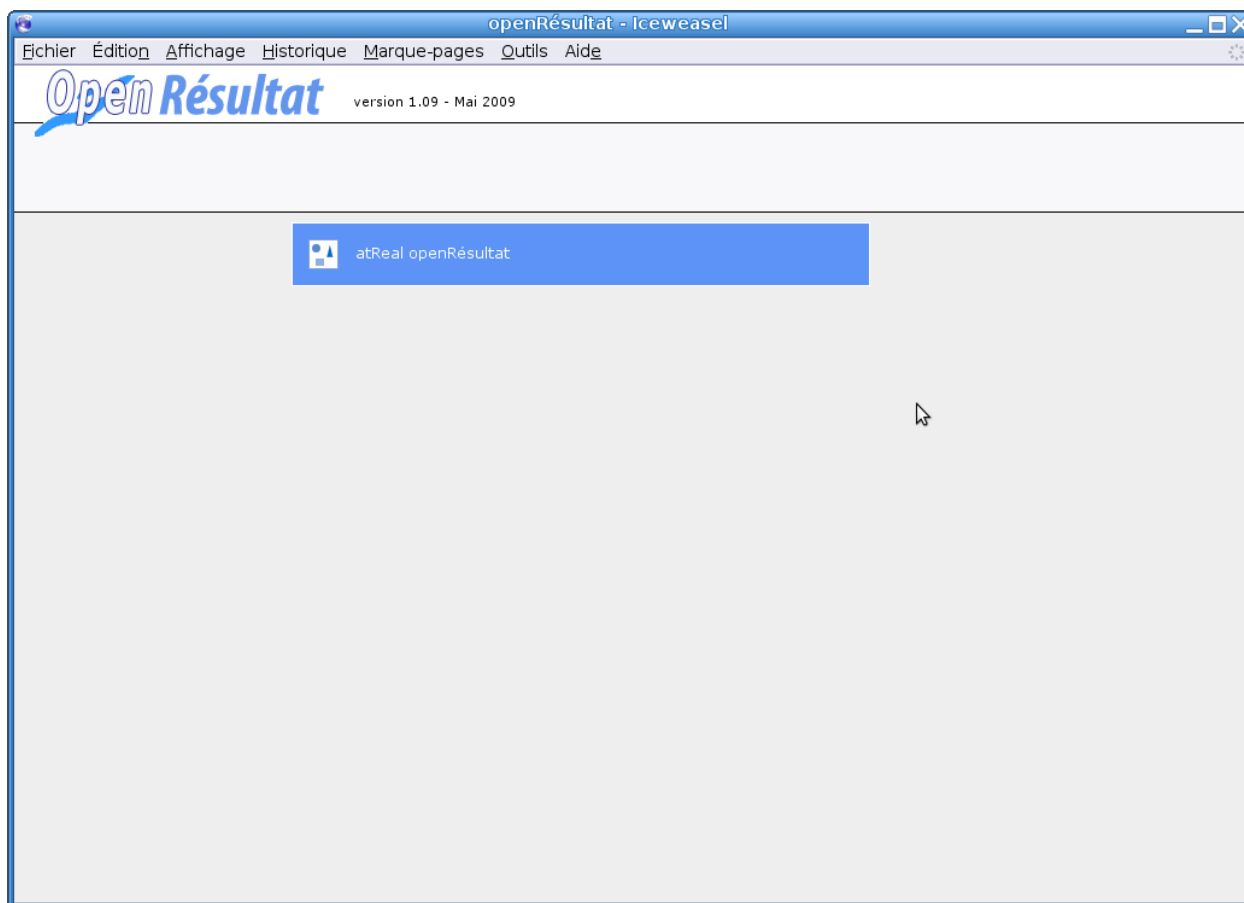 openRésultat - Iceweasel
Fichier Édition Affichage Historique Marque-pages Outils Aide
Open Résultat version 1.09 - Mai 2009
atReal openRésultat